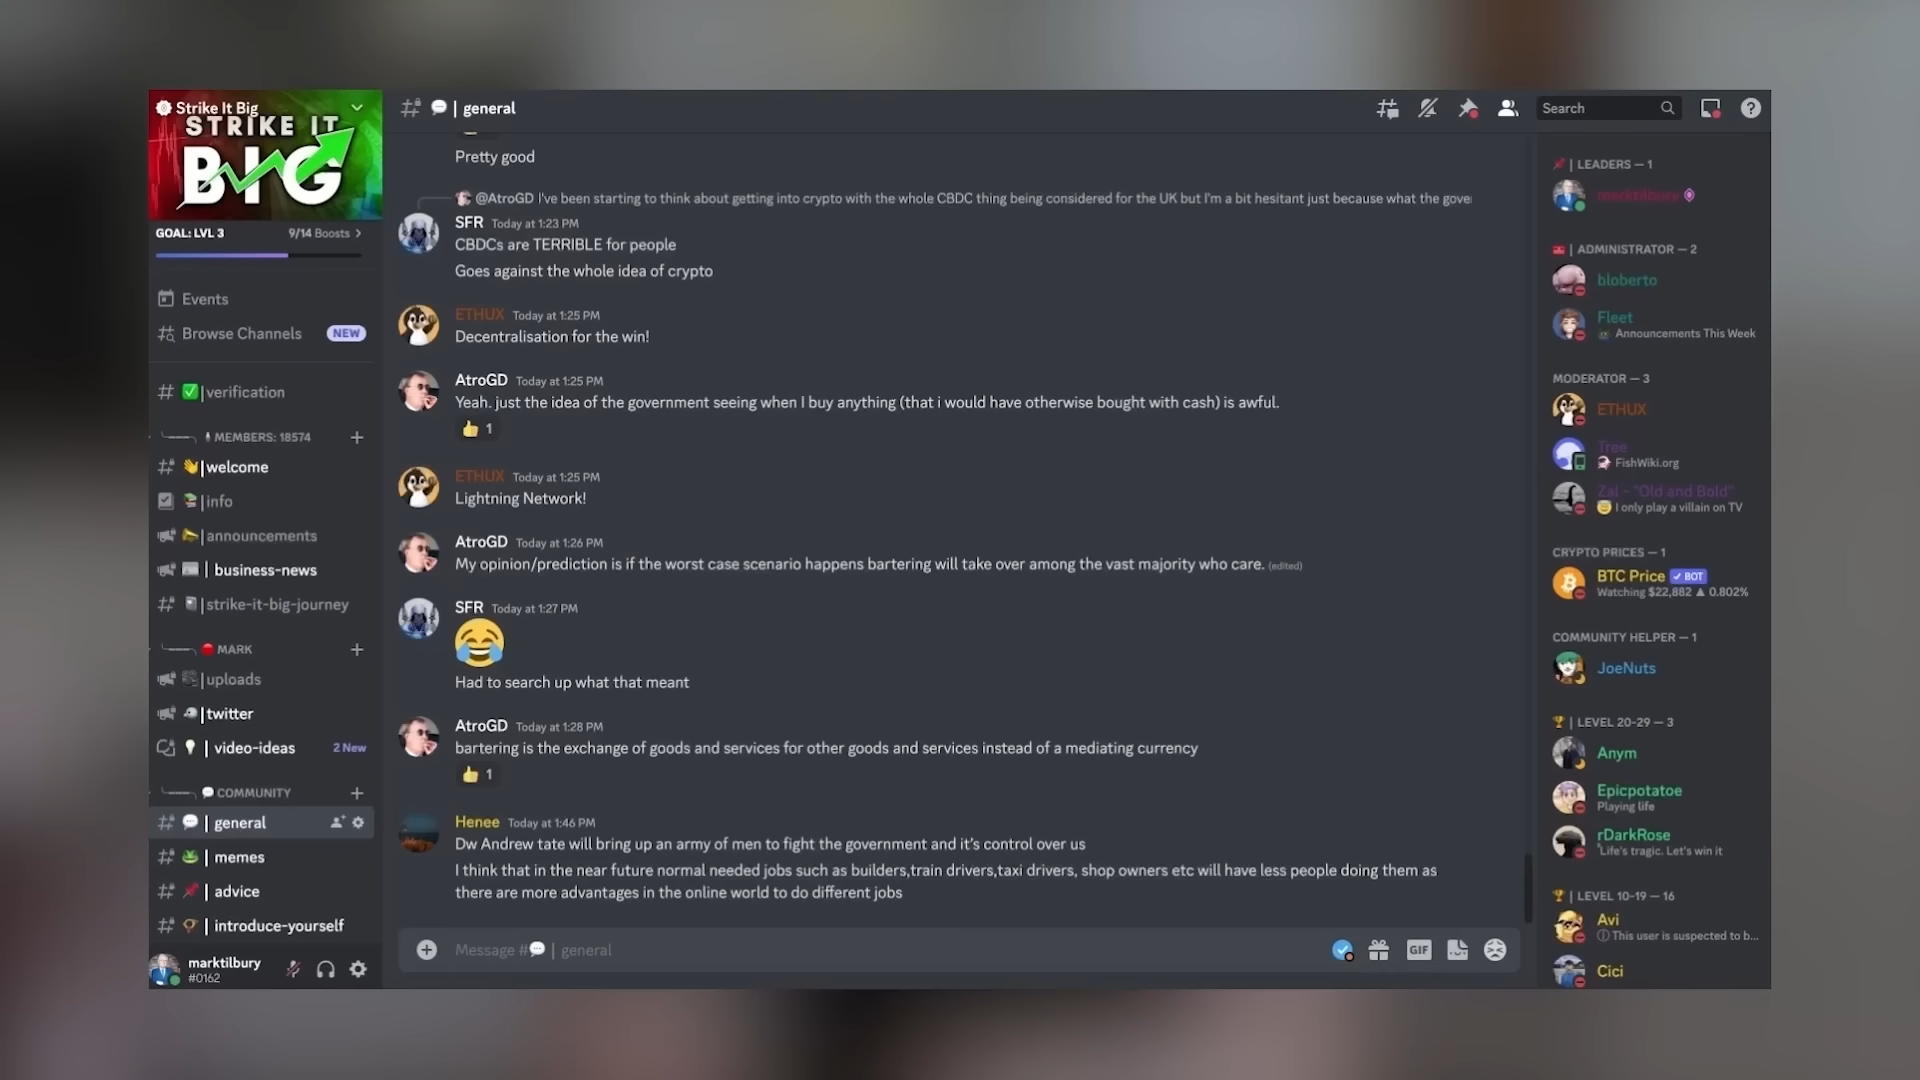 Strike It Big
STRIKE IT
BIG
GOAL: LVL 3
9/14 Boosts
Events
Browse Channels
NEW
|verification
MEMBERS: 18574
|welcome
|info
|announcements
| business-news
|strike-it-big-journey
MARK
|uploads
|twitter
| video-ideas
2 New
COMMUNITY
| general
| memes
| advice
| introduce-yourself
marktilbury
#0162
| general
Search
Pretty good
@AtroGD I've been starting to think about getting into crypto with the whole CBDC thing being considered for the UK but I'm a bit hesitant just because what the gove
SFR Today at 1:23 PM
CBDCs are TERRIBLE for people
Goes against the whole idea of crypto
ETHUX Today at 1:25 PM
Decentralisation for the win!
AtroGD Today at 1:25 PM
Yeah. just the idea of the government seeing when I buy anything (that i would have otherwise bought with cash) is awful.
👍 1
ETHUX Today at 1:25 PM
Lightning Network!
AtroGD Today at 1:26 PM
My opinion/prediction is if the worst case scenario happens bartering will take over among the vast majority who care. (edited)
SFR Today at 1:27 PM
😂
Had to search up what that meant
AtroGD Today at 1:28 PM
bartering is the exchange of goods and services for other goods and services instead of a mediating currency
👍 1
Henee Today at 1:46 PM
Dw Andrew tate will bring up an army of men to fight the government and it's control over us
I think that in the near future normal needed jobs such as builders,train drivers,taxi drivers, shop owners etc will have less people doing them as
there are more advantages in the online world to do different jobs
Message #💬 | general
GIF
| LEADERS — 1
marktilbury
| ADMINISTRATOR — 2
bloberto
Fleet
Announcements This Week
MODERATOR — 3
ETHUX
Tree
FishWiki.org
Zal - "Old and Bold"
I only play a villain on TV
CRYPTO PRICES — 1
BTC Price ✓ BOT
Watching $22,882 ▲ 0.802%
COMMUNITY HELPER — 1
JoeNuts
| LEVEL 20-29 — 3
Anym
Epicpotatoe
Playing life
rDarkRose
"Life's tragic. Let's win it
| LEVEL 10-19 — 16
Avi
This user is suspected to b...
Cici